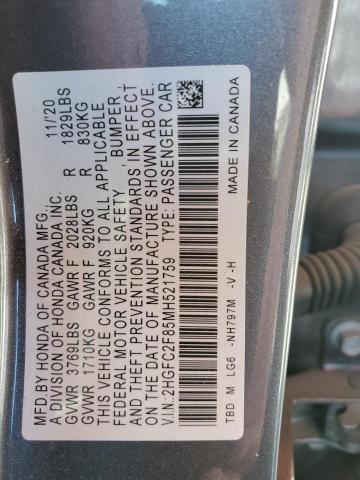 MFD.BY HONDA OF CANADA MFG. 11/'20
A DIVISION OF HONDA CANADA INC.
GVWR 3769LBS GAWR F 2028LBS R 1829LBS
GVWR 1710KG GAWR F 920KG R 830KG
THIS VEHICLE CONFORMS TO ALL APPLICABLE
FEDERAL MOTOR VEHICLE SAFETY , BUMPER ,
AND THEFT PREVENTION STANDARDS IN EFFECT
ON THE DATE OF MANUFACTURE SHOWN ABOVE.
V.I.N.:2HGFC2F85MH521759 TYPE: PASSENGER CAR
TBD M LG6 -NH797M -V -H MADE IN CANADA